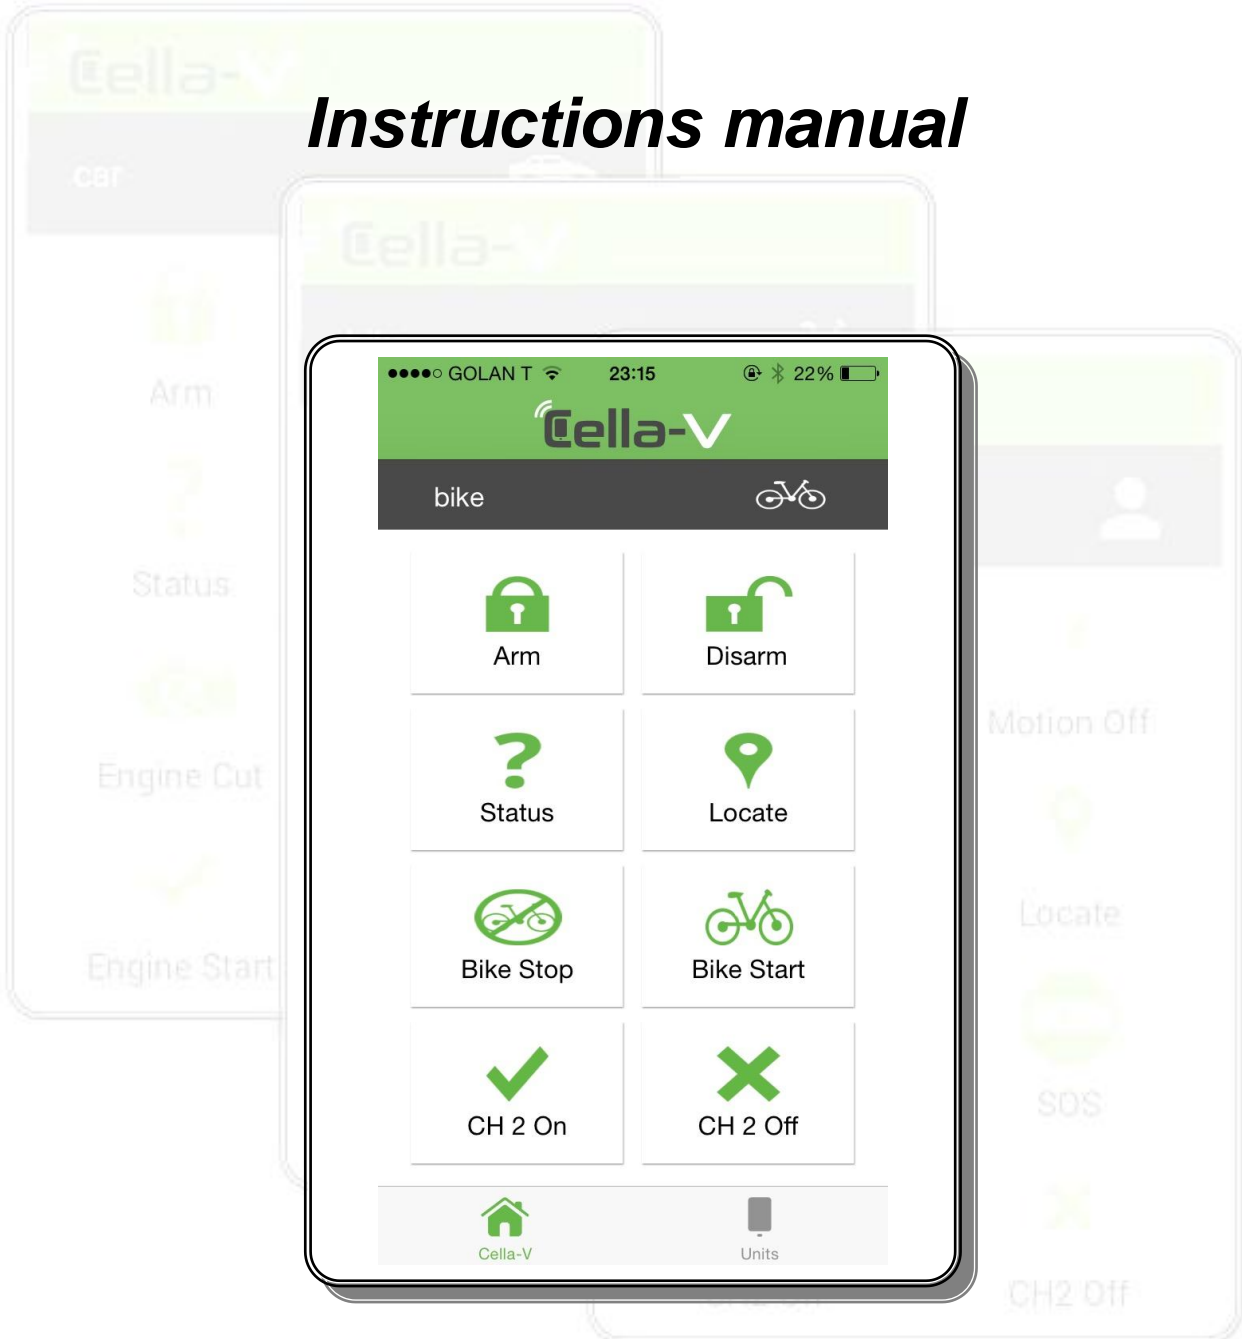 Instructions manual
Cella-V
car
Arm
Status
Engine Cut
Engine Start
Cella-V
GOLAN T 23:15 22%
Cella-V
bike
Arm Disarm
Status Locate
Bike Stop Bike Start
CH 2 On CH 2 Off
Cella-V Units
Motion Off
Locate
SOS
CH2 Off